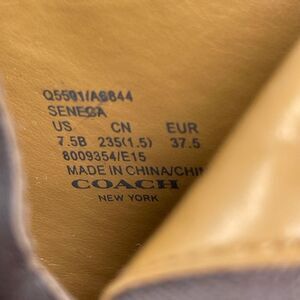 Q5591/A6844
SENECA
US CN EUR
7.5B 235(1.5) 37.5
8009354/E15
MADE IN CHINA/CHIN
COACH
NEW YORK